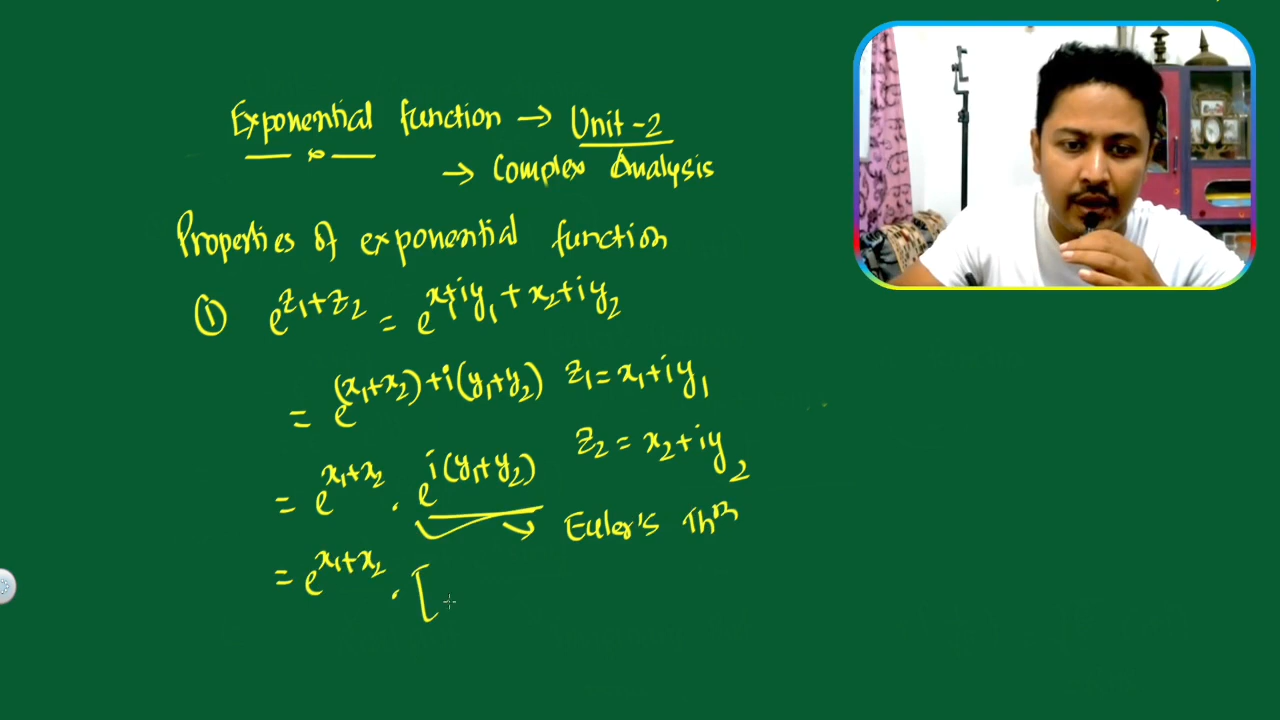 Exponential function → Unit-2
→ Complex Analysis
Properties of exponential function
① e^{z₁+z₂} = e^{x₁+iy₁+x₂+iy₂}
= e^{(x₁+x₂)+i(y₁+y₂)} z₁=x₁+iy₁
z₂ = x₂+iy₂
= e^{x₁+x₂} . e^{i(y₁+y₂)}
→ Euler's Thm
= e^{x₁+x₂} . [